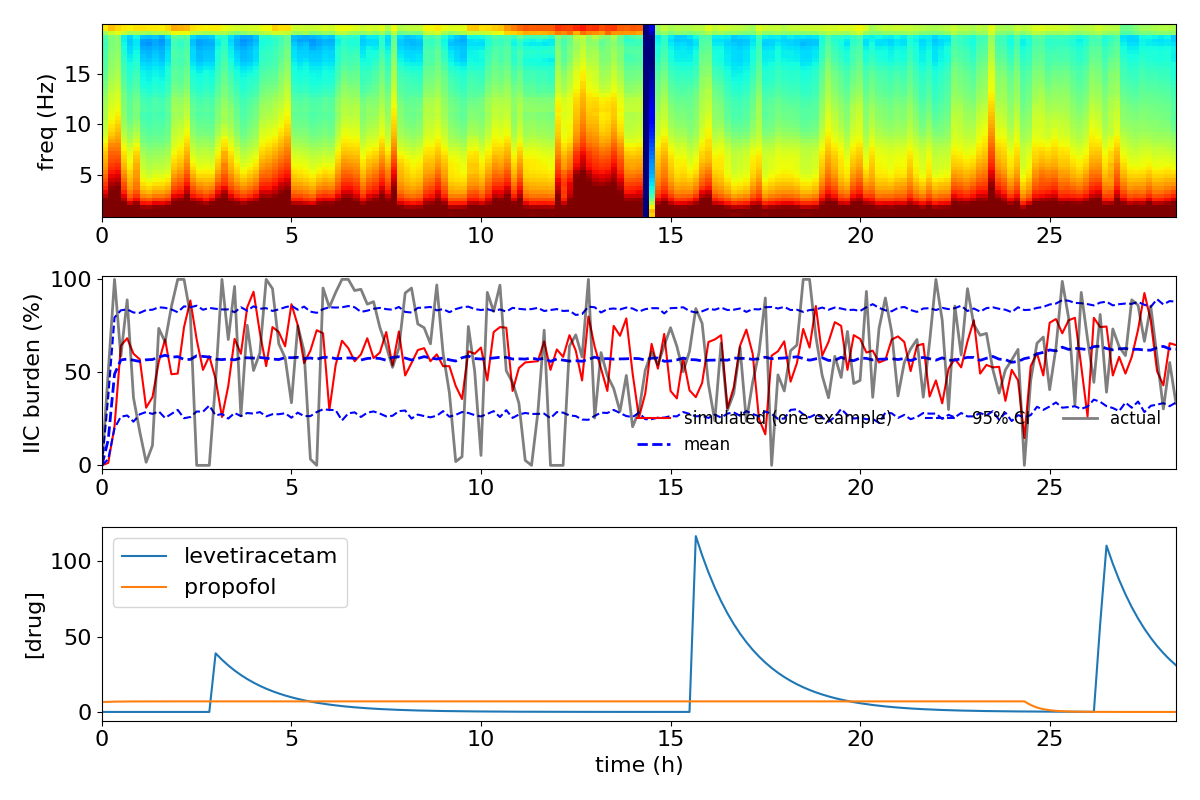 freq (Hz)
15
10
5
0 5 10 15 20 25
IIC burden (%)
100
50
0
simulated (one example) 95% CI actual
mean
0 5 10 15 20 25
[drug]
100
50
0
levetiracetam
propofol
0 5 10 15 20 25
time (h)